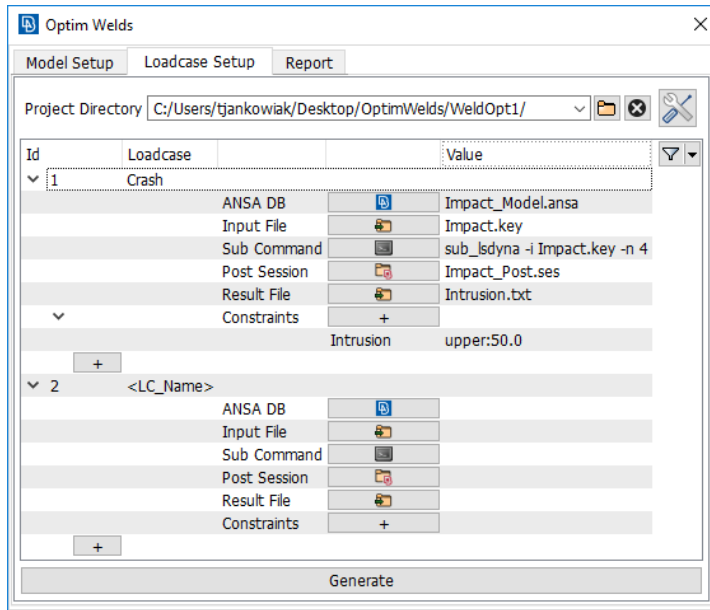 Optim Welds
Model Setup Loadcase Setup Report
Project Directory C:/Users/tjankowiak/Desktop/OptimWelds/WeldOpt1/
Id Loadcase Value
1 Crash
ANSA DB Impact_Model.ansa
Input File Impact.key
Sub Command sub_lsdyna -i Impact.key -n 4
Post Session Impact_Post.ses
Result File Intrusion.txt
Constraints +
Intrusion upper:50.0
+
2 <LC_Name>
ANSA DB
Input File
Sub Command
Post Session
Result File
Constraints +
+
Generate